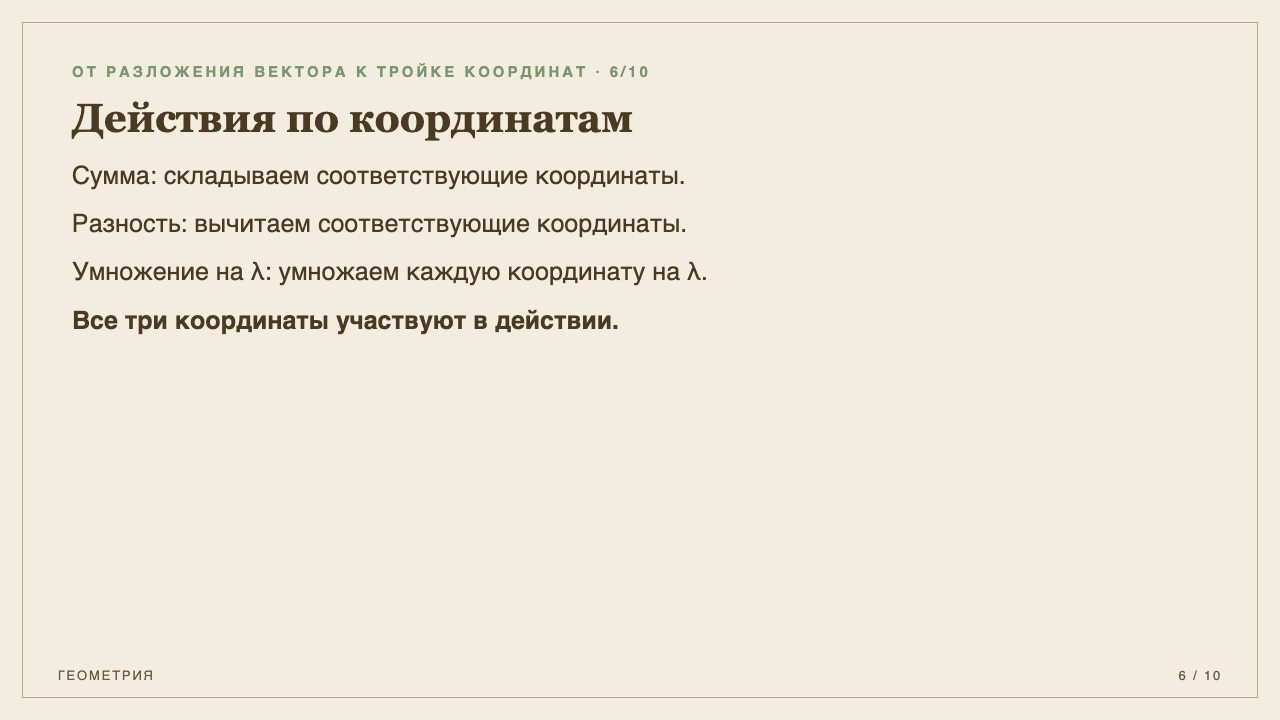 ОТ РАЗЛОЖЕНИЯ ВЕКТОРА К ТРОЙКЕ КООРДИНАТ · 6/10
Действия по координатам
Сумма: складываем соответствующие координаты.
Разность: вычитаем соответствующие координаты.
Умножение на λ: умножаем каждую координату на λ.
Все три координаты участвуют в действии.
ГЕОМЕТРИЯ
6 / 10